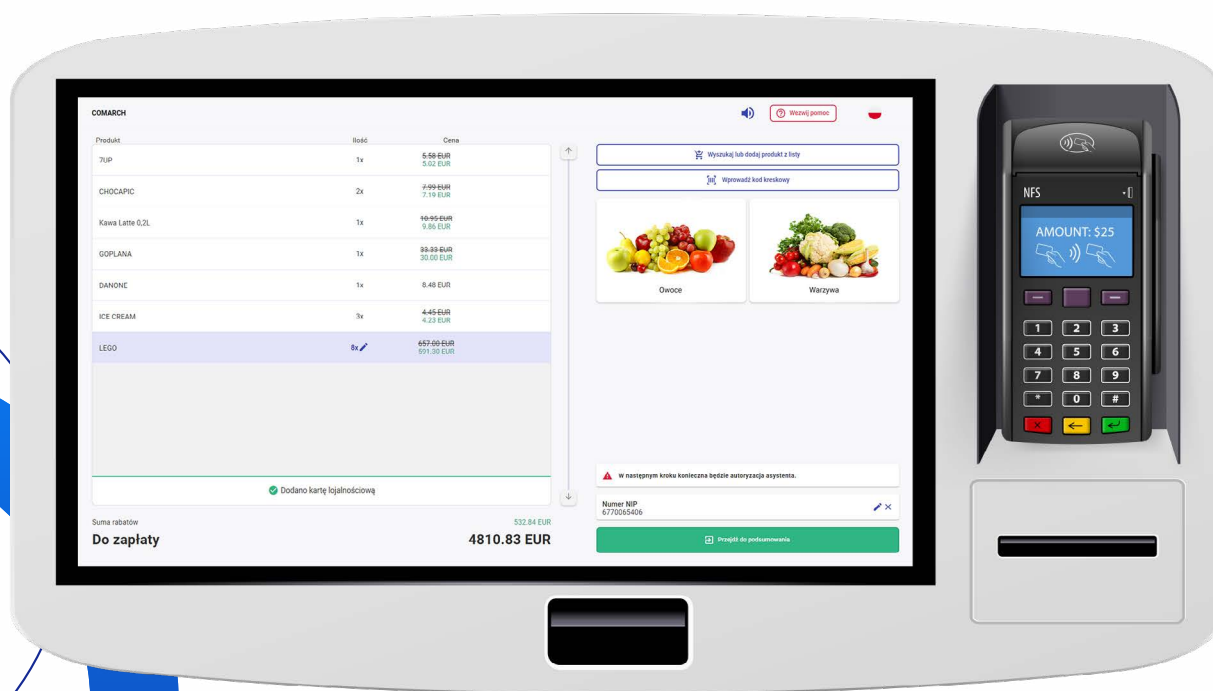 COMARCH
Wezwij pomoc
Produkt Ilość Cena
7UP 1x 5.58 EUR
5.02 EUR
CHOCAPIC 2x 7.99 EUR
7.19 EUR
Kawa Latte 0,2L 1x 10.95 EUR
9.86 EUR
GOPLANA 1x 33.33 EUR
30.00 EUR
DANONE 1x 8.48 EUR
ICE CREAM 3x 4.45 EUR
4.23 EUR
LEGO 8x 657.00 EUR
591.30 EUR
Dodano kartę lojalnościową
Suma rabatów 532.84 EUR
Do zapłaty 4810.83 EUR
Wyszukaj lub dodaj produkt z listy
Wprowadź kod kreskowy
Owoce Warzywa
W następnym kroku konieczna będzie autoryzacja asystenta.
Numer NIP
6770065406
Przejdź do podsumowania
NFS
AMOUNT: $25
1 2 3
4 5 6
7 8 9
* 0 #
X